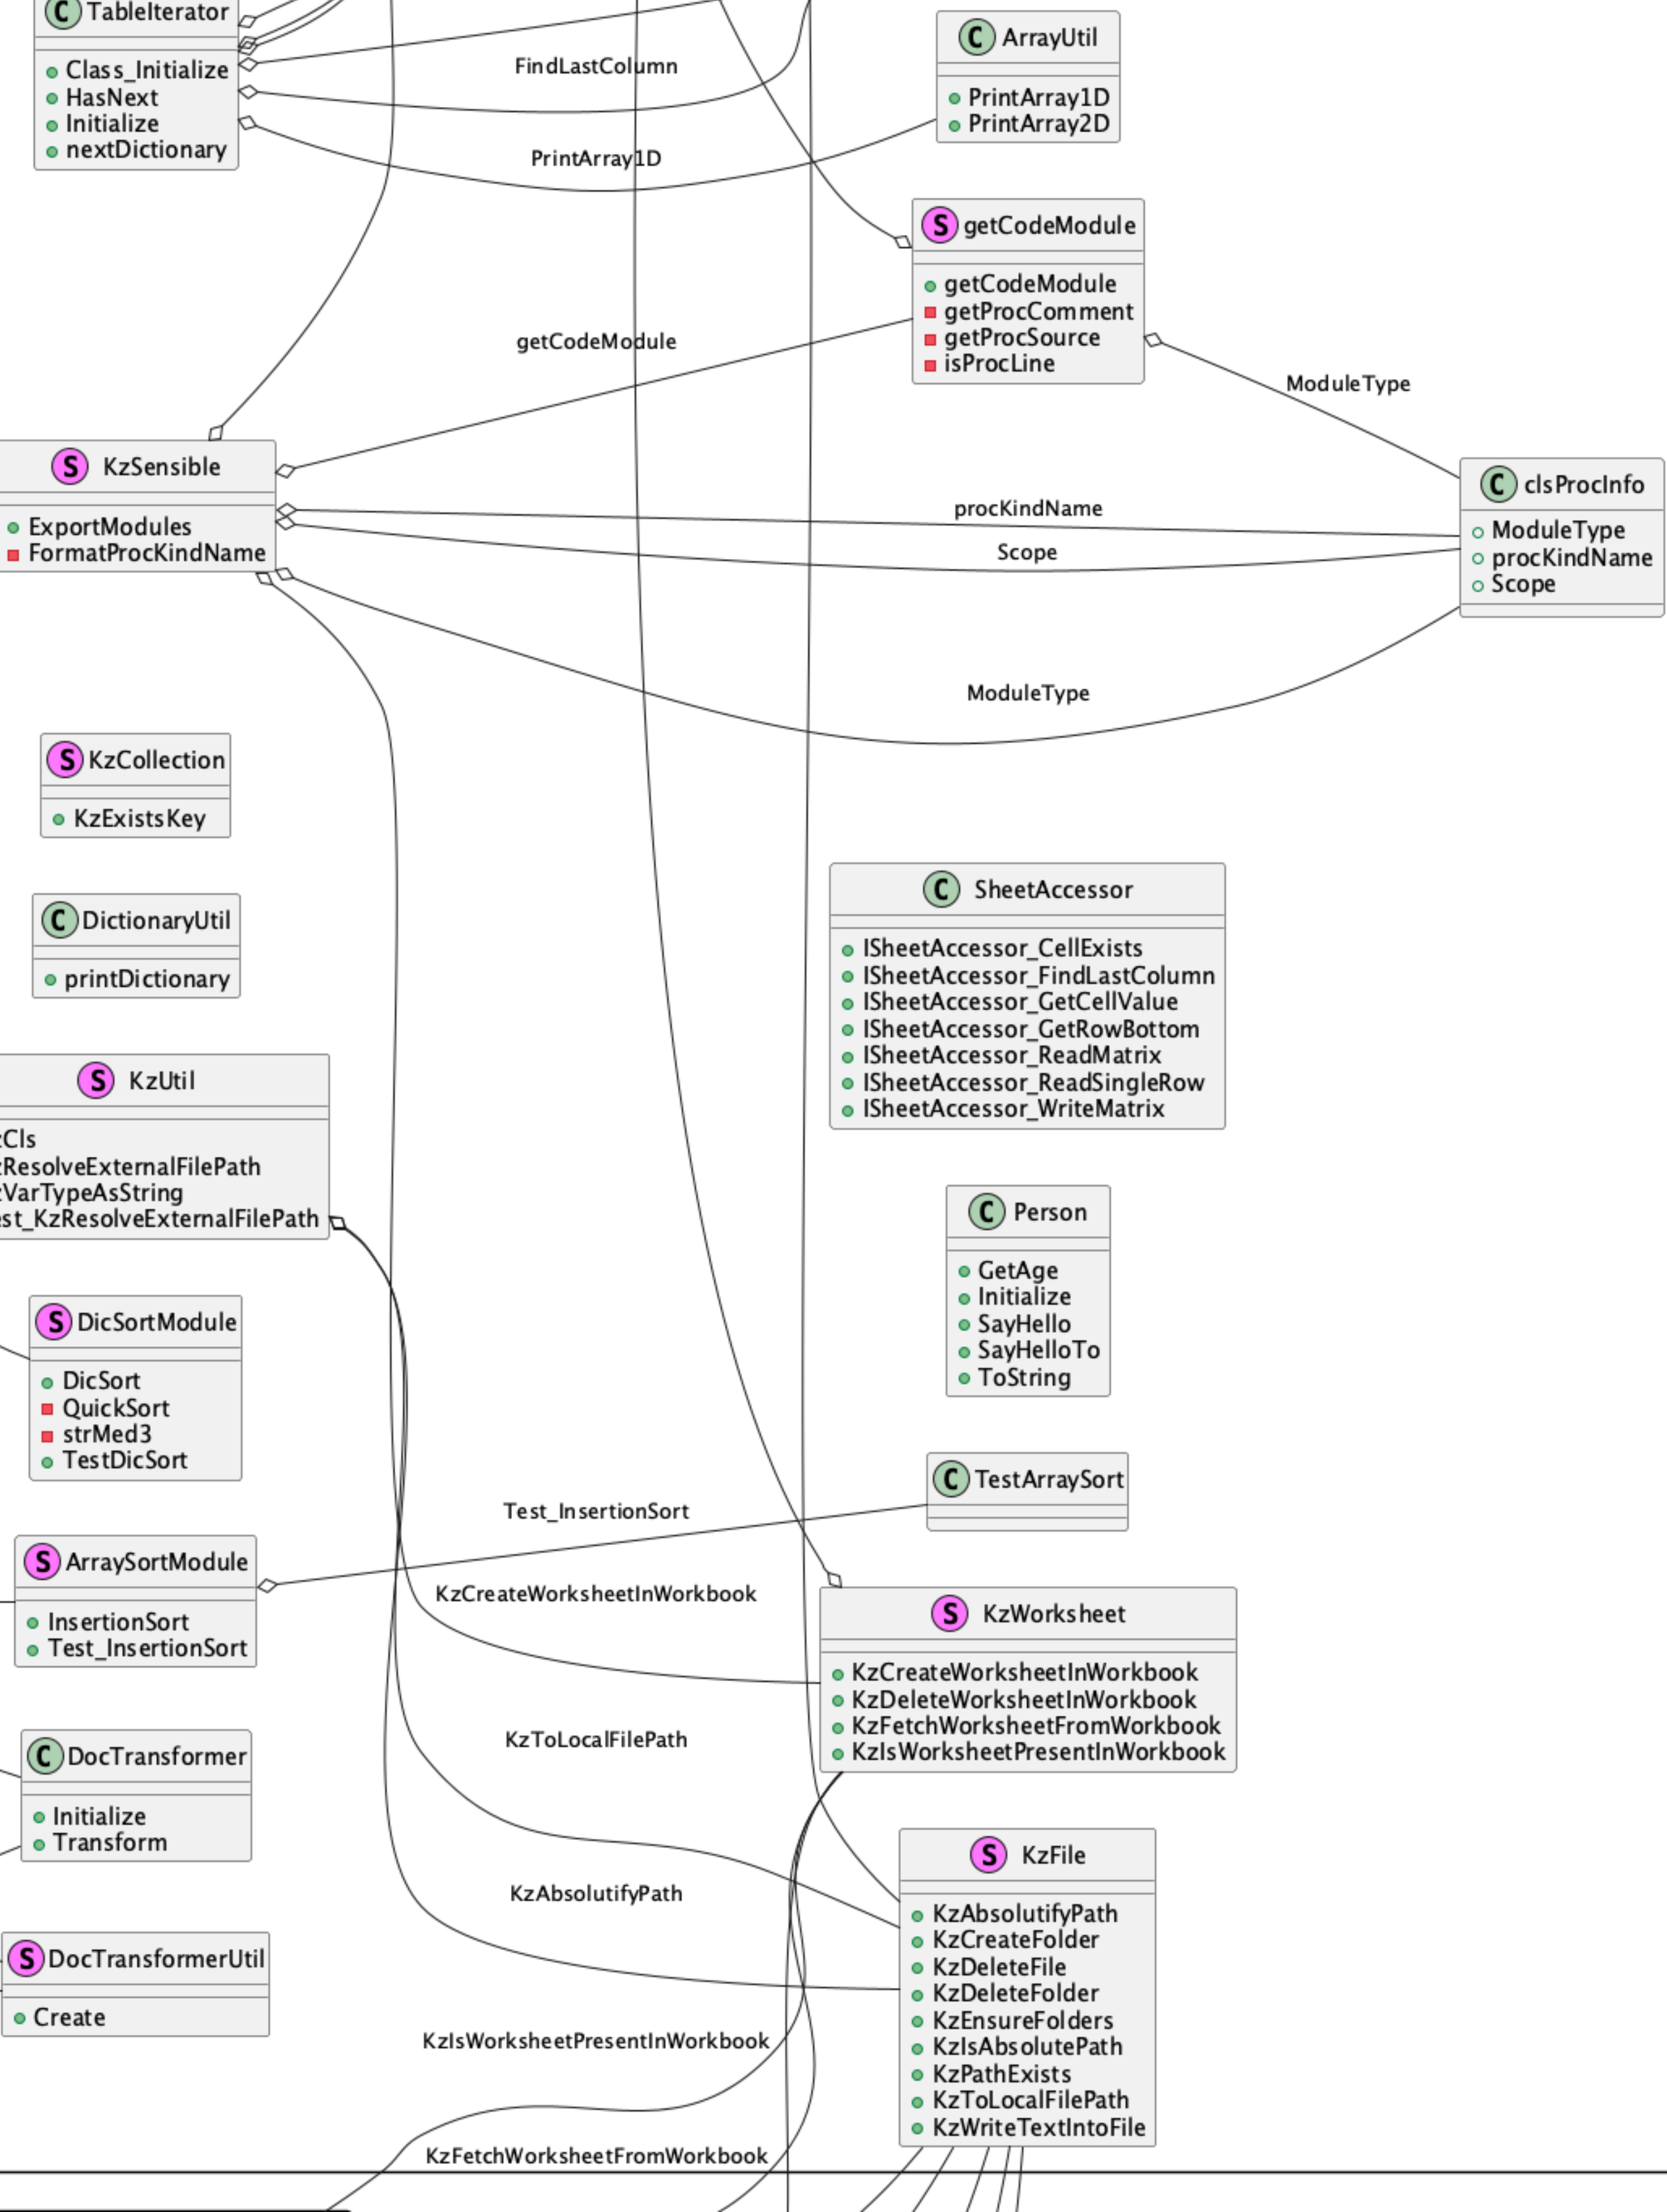 C TableIterator
Class_Initialize
HasNext
Initialize
nextDictionary
FindLastColumn
PrintArray1D
C ArrayUtil
PrintArray1D
PrintArray2D
S getCodeModule
getCodeModule
getProcComment
getProcSource
isProcLine
getCodeModule
ModuleType
S KzSensible
ExportModules
FormatProcKindName
procKindName
Scope
ModuleType
C clsProcInfo
ModuleType
procKindName
Scope
S KzCollection
KzExistsKey
C DictionaryUtil
printDictionary
C SheetAccessor
ISheetAccessor_CellExists
ISheetAccessor_FindLastColumn
ISheetAccessor_GetCellValue
ISheetAccessor_GetRowBottom
ISheetAccessor_ReadMatrix
ISheetAccessor_ReadSingleRow
ISheetAccessor_WriteMatrix
S KzUtil
zCls
zResolveExternalFilePath
zVarTypeAsString
est_KzResolveExternalFilePath
C Person
GetAge
Initialize
SayHello
SayHelloTo
ToString
S DicSortModule
DicSort
QuickSort
strMed3
TestDicSort
C TestArraySort
Test_InsertionSort
S ArraySortModule
InsertionSort
Test_InsertionSort
KzCreateWorksheetInWorkbook
S KzWorksheet
KzCreateWorksheetInWorkbook
KzDeleteWorksheetInWorkbook
KzFetchWorksheetFromWorkbook
KzIsWorksheetPresentInWorkbook
C DocTransformer
Initialize
Transform
KzToLocalFilePath
KzAbsolutifyPath
S KzFile
KzAbsolutifyPath
KzCreateFolder
KzDeleteFile
KzDeleteFolder
KzEnsureFolders
KzIsAbsolutePath
KzPathExists
KzToLocalFilePath
KzWriteTextIntoFile
S DocTransformerUtil
Create
KzIsWorksheetPresentInWorkbook
KzFetchWorksheetFromWorkbook